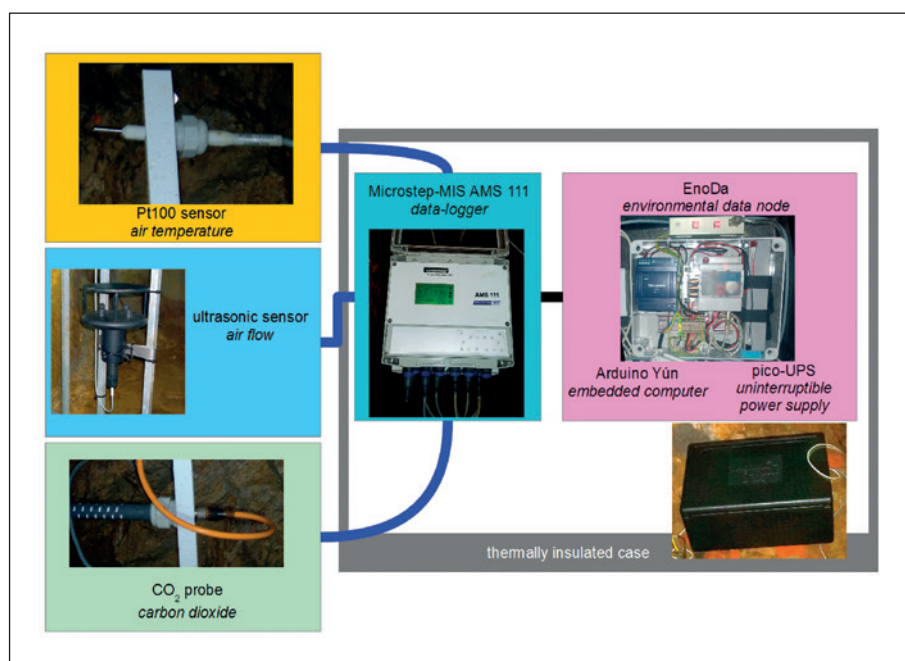 Pt100 sensor
air temperature
ultrasonic sensor
air flow
CO₂ probe
carbon dioxide
Microstep-MIS AMS 111
data-logger
AMS 111
EnoDa
environmental data node
Arduino Yún
embedded computer
pico-UPS
uninterruptible
power supply
thermally insulated case